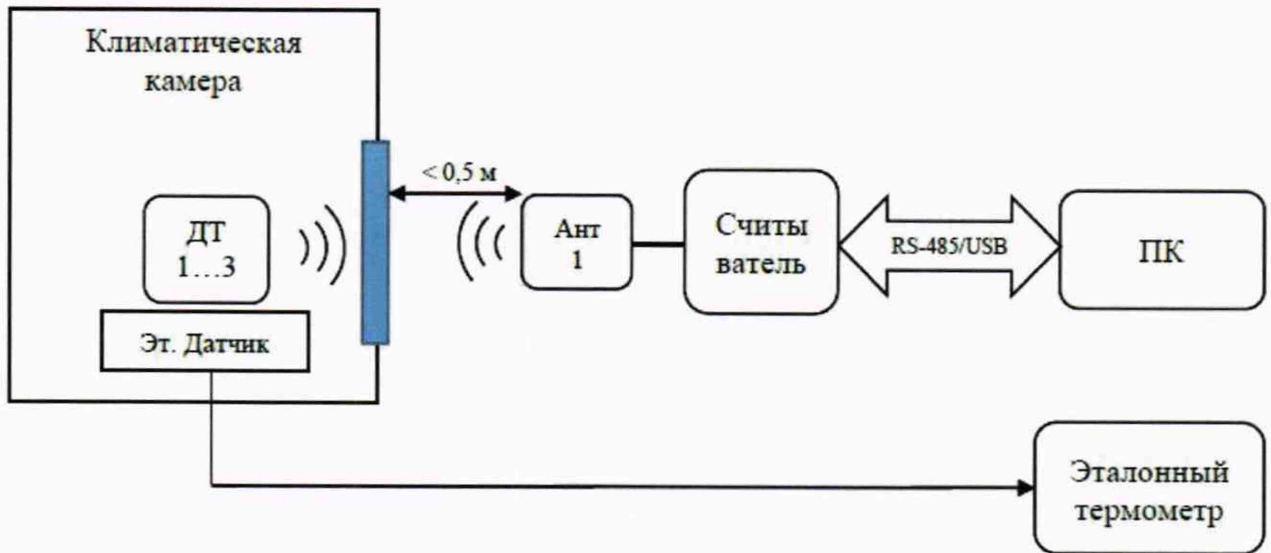 Климатическая
камера
< 0,5 м
ДТ
1...3
Ант
1
Считы
ватель
RS-485/USB
ПК
Эт. Датчик
Эталонный
термометр